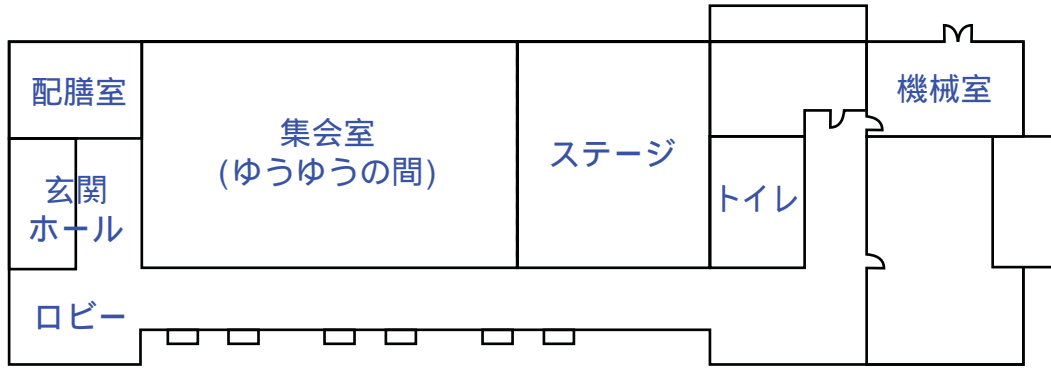 配膳室
機械室
集会室
(ゆうゆうの間)
ステージ
玄関
ホール
トイレ
ロビー